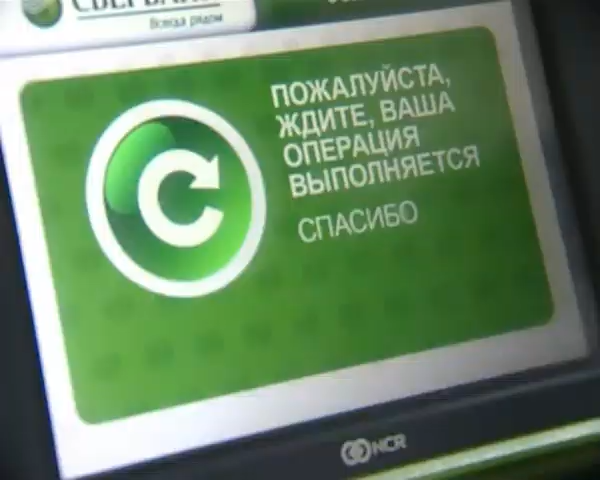 Всегда рядом
ПОЖАЛУЙСТА,
ЖДИТЕ, ВАША
ОПЕРАЦИЯ
ВЫПОЛНЯЕТСЯ
СПАСИБО
NCR